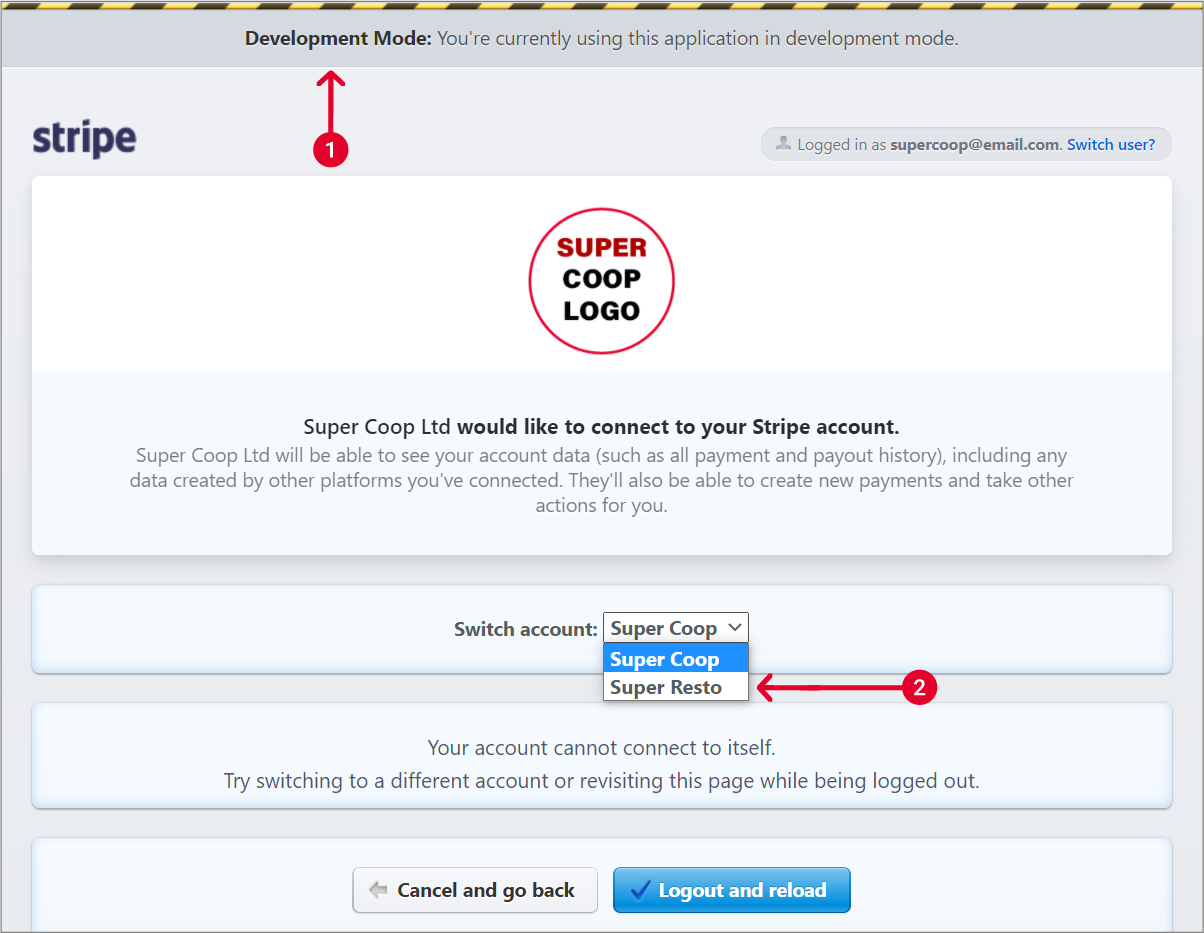 Development Mode: You're currently using this application in development mode.
1
stripe
Logged in as supercoop@email.com. Switch user?
SUPER
COOP
LOGO
Super Coop Ltd would like to connect to your Stripe account.
Super Coop Ltd will be able to see your account data (such as all payment and payout history), including any
data created by other platforms you've connected. They'll also be able to create new payments and take other
actions for you.
Switch account: Super Coop
Super Coop
Super Resto
2
Your account cannot connect to itself.
Try switching to a different account or revisiting this page while being logged out.
Cancel and go back
Logout and reload